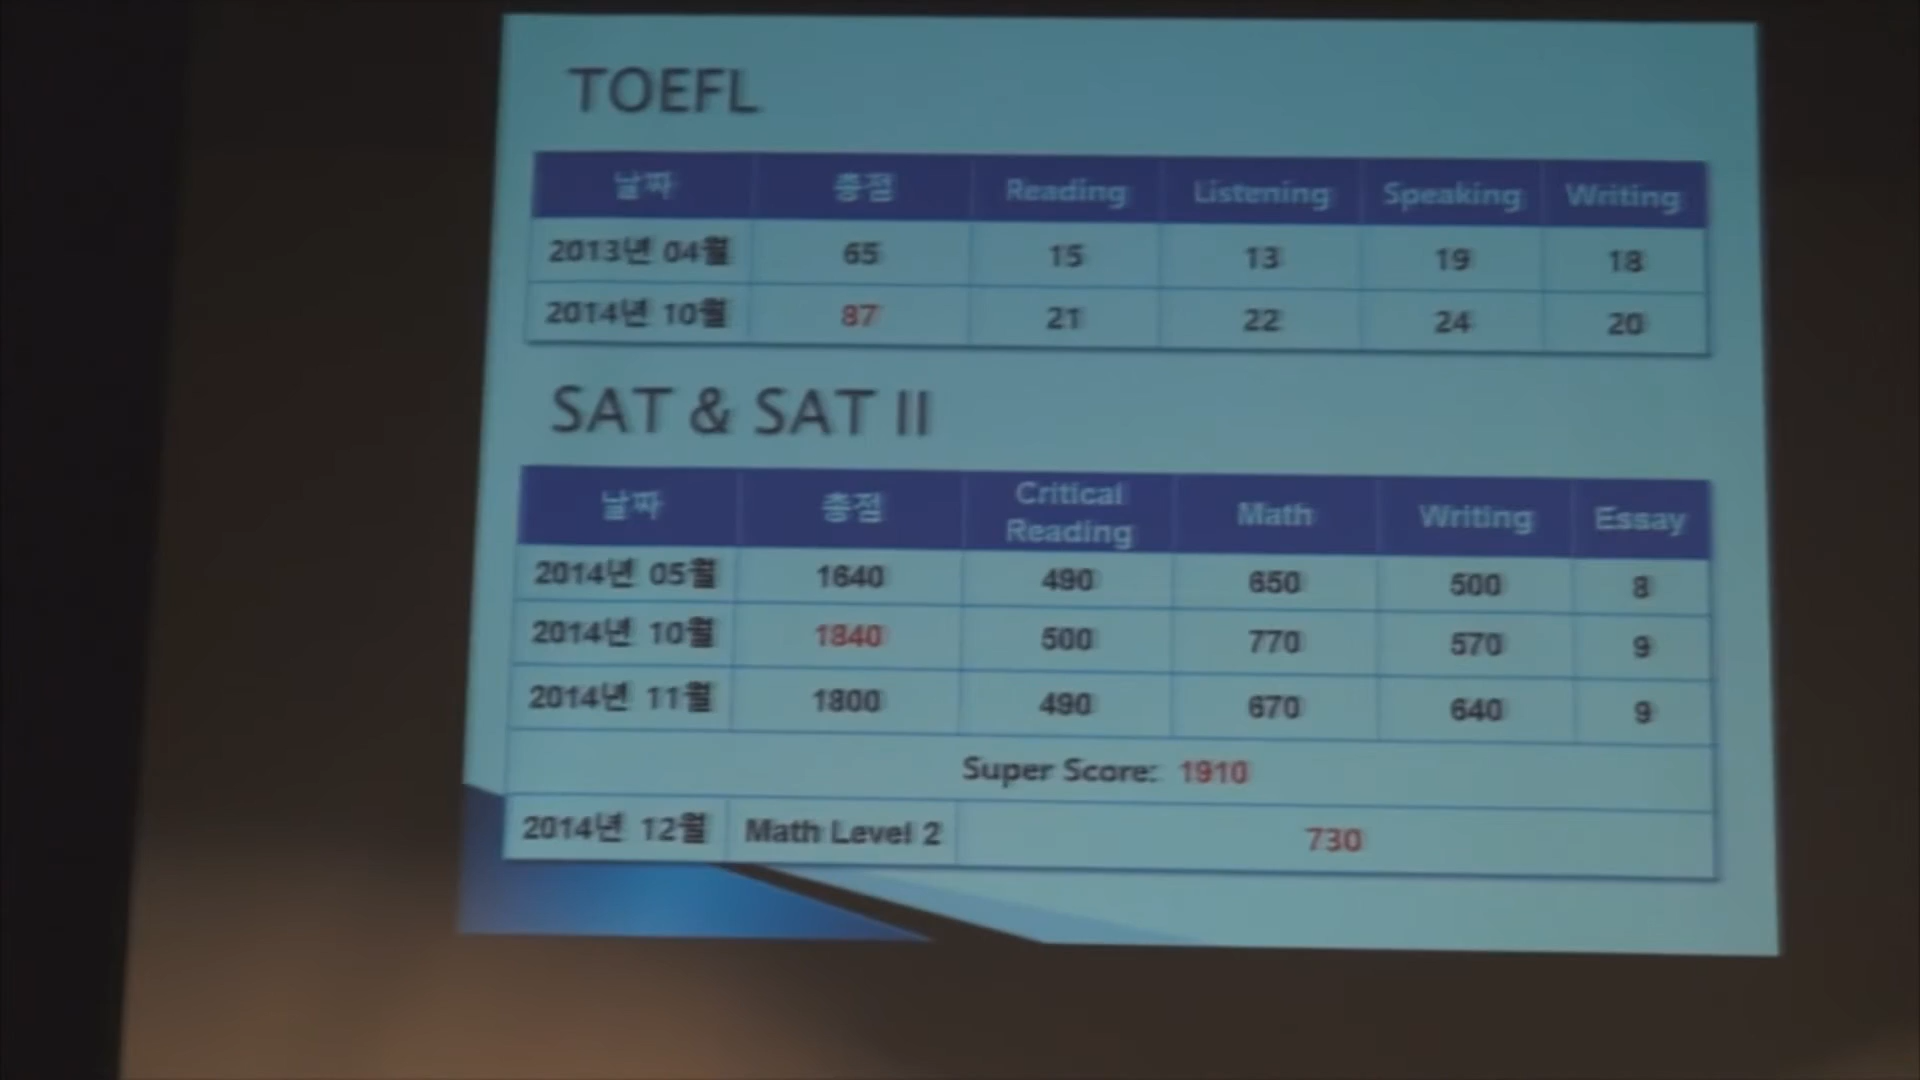 TOEFL
날짜 총점 Reading Listening Speaking Writing
2013년 04월 65 15 13 19 18
2014년 10월 87 21 22 24 20
SAT & SAT II
날짜 총점 Critical Reading Math Writing Essay
2014년 05월 1640 490 650 500 8
2014년 10월 1840 500 770 570 9
2014년 11월 1800 490 670 640 9
Super Score: 1910
2014년 12월 Math Level 2 730